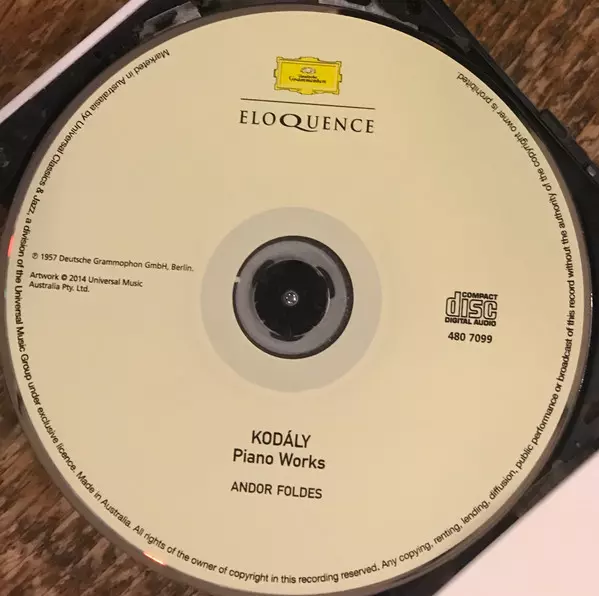 Deutsche
Grammophon
ELOQUENCE
℗ 1957 Deutsche Grammophon GmbH, Berlin.
Artwork © 2014 Universal Music
Australia Pty. Ltd.
COMPACT
disc
DIGITAL AUDIO
480 7099
KODÁLY
Piano Works
ANDOR FOLDES
Marketed in Australasia by Universal Classics & Jazz, a division of the Universal Music Group under exclusive licence. Made in Australia. All rights of the owner of copyright in this recording reserved. Any copying, renting, lending, diffusion, public performance or broadcast of this record without the authority of the copyright owner is prohibited.